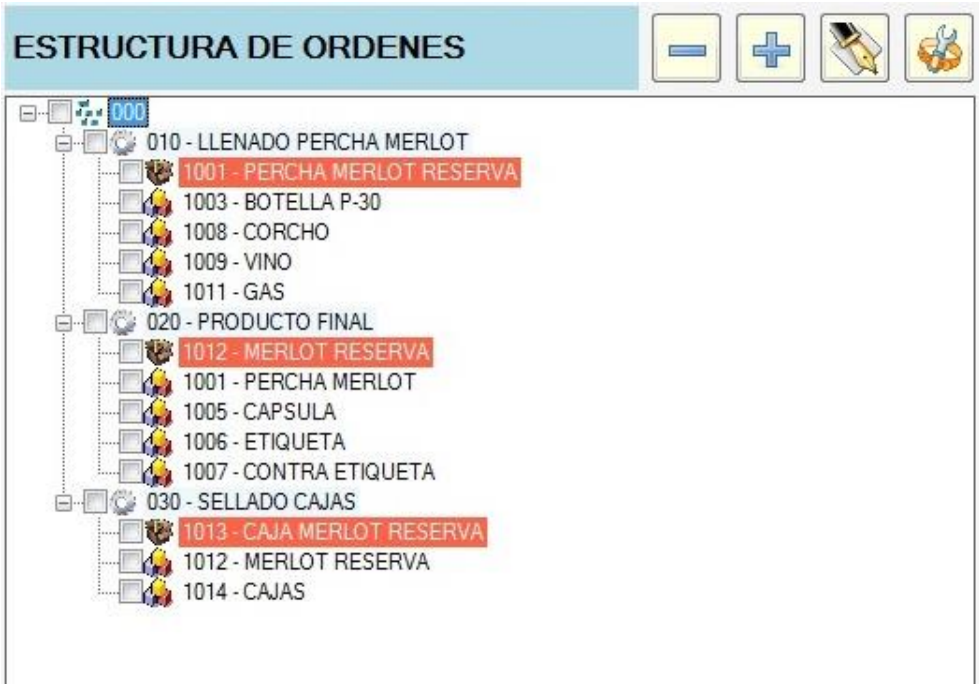 ESTRUCTURA DE ORDENES
000
010 - LLENADO PERCHA MERLOT
1001 - PERCHA MERLOT RESERVA
1003 - BOTELLA P-30
1008 - CORCHO
1009 - VINO
1011 - GAS
020 - PRODUCTO FINAL
1012 - MERLOT RESERVA
1001 - PERCHA MERLOT
1005 - CAPSULA
1006 - ETIQUETA
1007 - CONTRA ETIQUETA
030 - SELLADO CAJAS
1013 - CAJA MERLOT RESERVA
1012 - MERLOT RESERVA
1014 - CAJAS